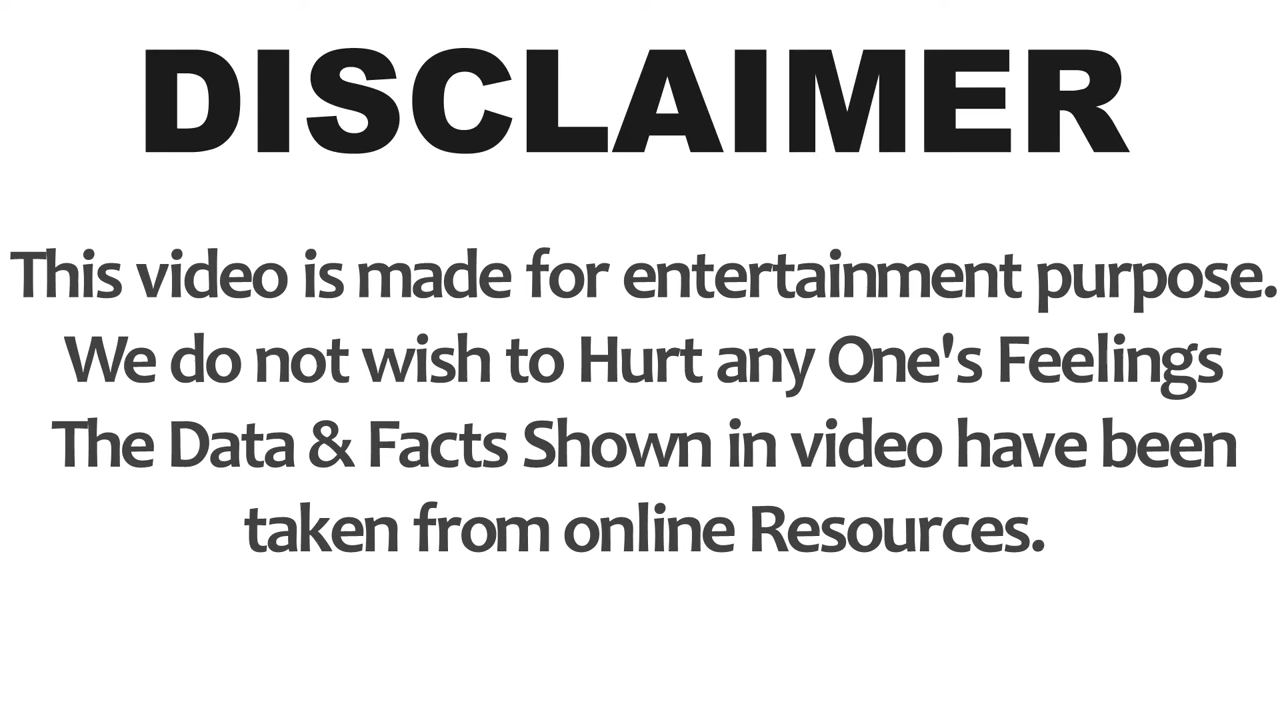 DISCLAIMER
This video is made for entertainment purpose.
We do not wish to Hurt any One's Feelings
The Data & Facts Shown in video have been
taken from online Resources.